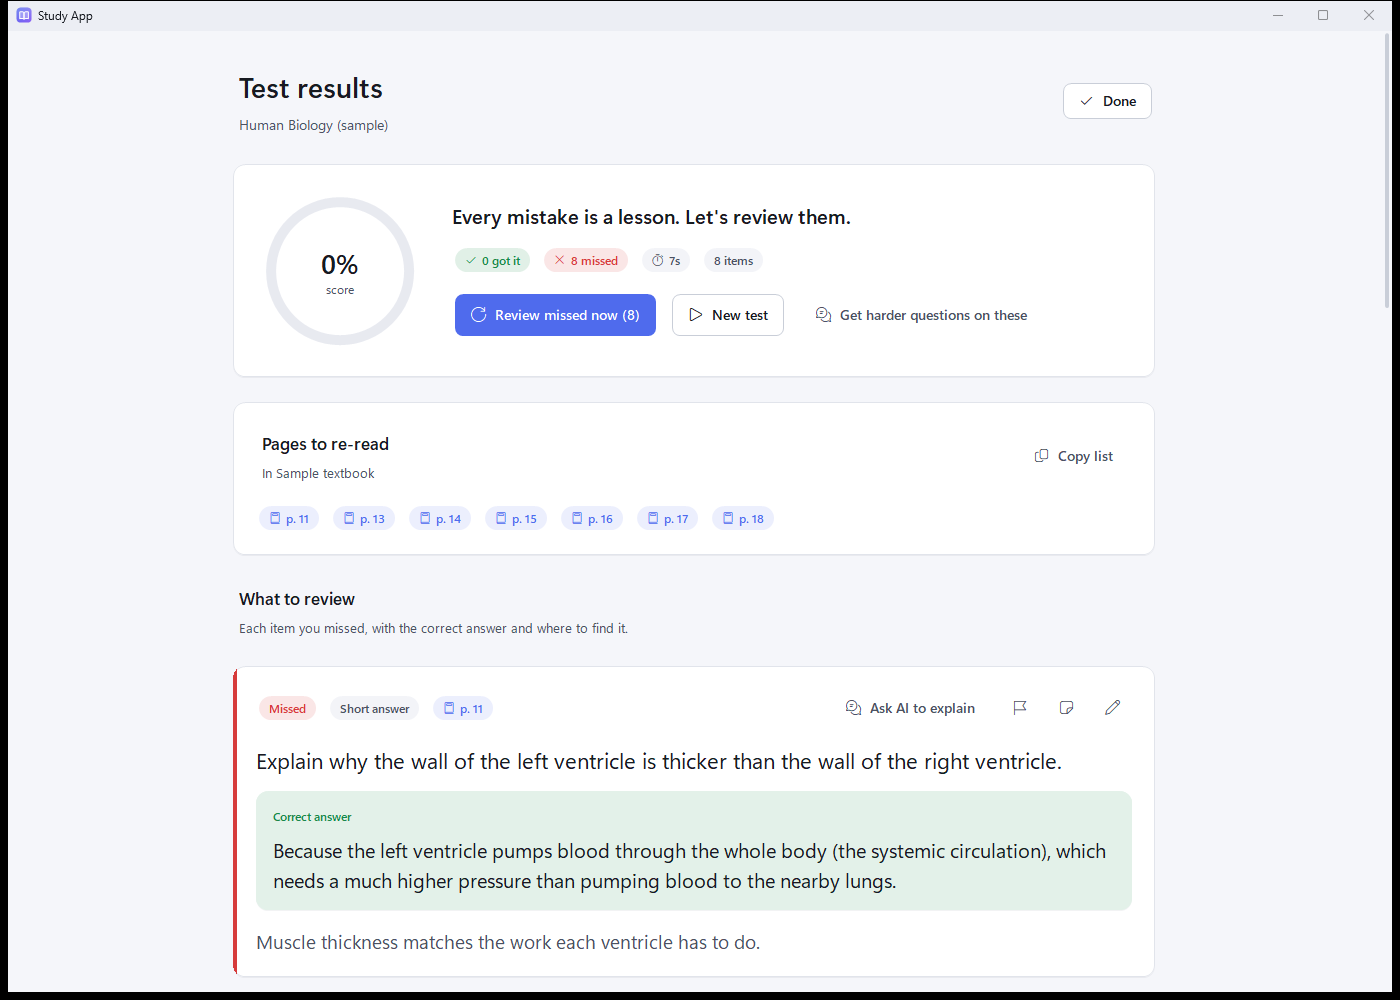 Study App
Test results
Human Biology (sample)
Done
0%
score
Every mistake is a lesson. Let's review them.
0 got it
8 missed
7s
8 items
Review missed now (8)
New test
Get harder questions on these
Pages to re-read
In Sample textbook
Copy list
p. 11
p. 13
p. 14
p. 15
p. 16
p. 17
p. 18
What to review
Each item you missed, with the correct answer and where to find it.
Missed
Short answer
p. 11
Ask AI to explain
Explain why the wall of the left ventricle is thicker than the wall of the right ventricle.
Correct answer
Because the left ventricle pumps blood through the whole body (the systemic circulation), which
needs a much higher pressure than pumping blood to the nearby lungs.
Muscle thickness matches the work each ventricle has to do.